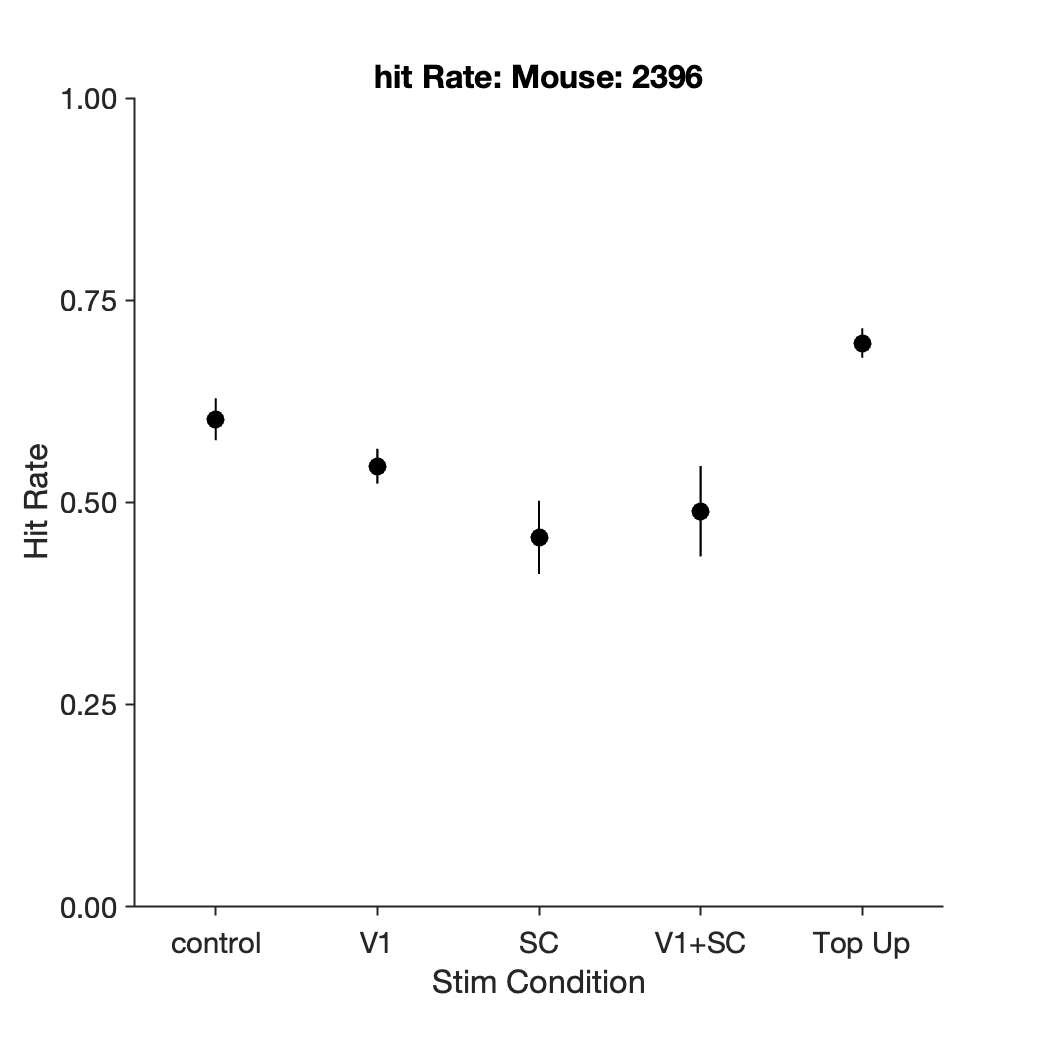 hit Rate: Mouse: 2396
1.00
0.75
0.50
0.25
0.00
Hit Rate
control V1 SC V1+SC Top Up
Stim Condition